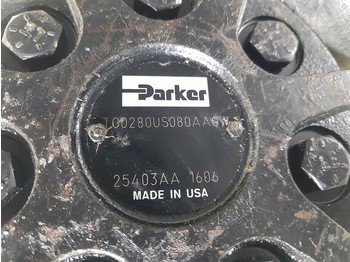 Parker
TG0280US080AAGW
25403AA 1606
MADE IN USA